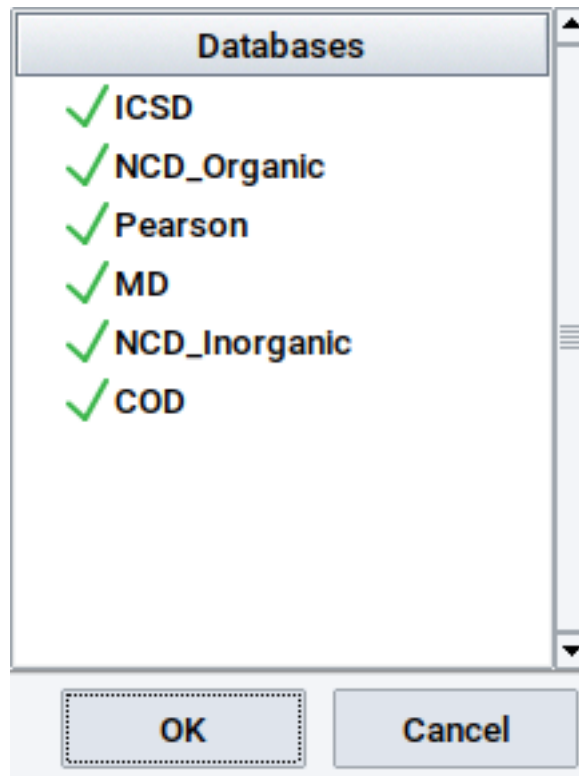 Databases
ICSD
NCD_Organic
Pearson
MD
NCD_Inorganic
COD
OK
Cancel